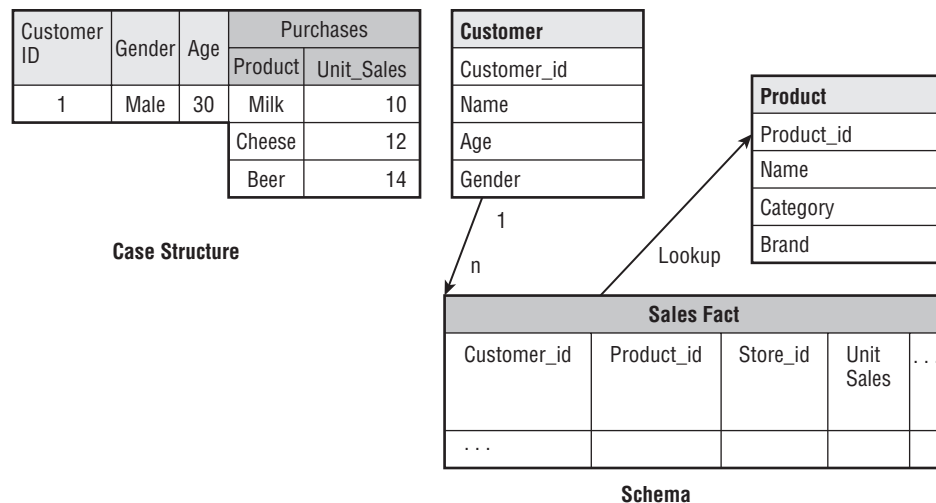 Customer ID Gender Age Purchases
Product Unit_Sales
1 Male 30 Milk 10
Cheese 12
Beer 14
Case Structure
Customer
Customer_id
Name
Age
Gender
1
n
Lookup
Product
Product_id
Name
Category
Brand
Sales Fact
Customer_id Product_id Store_id Unit Sales . .
. . .
Schema